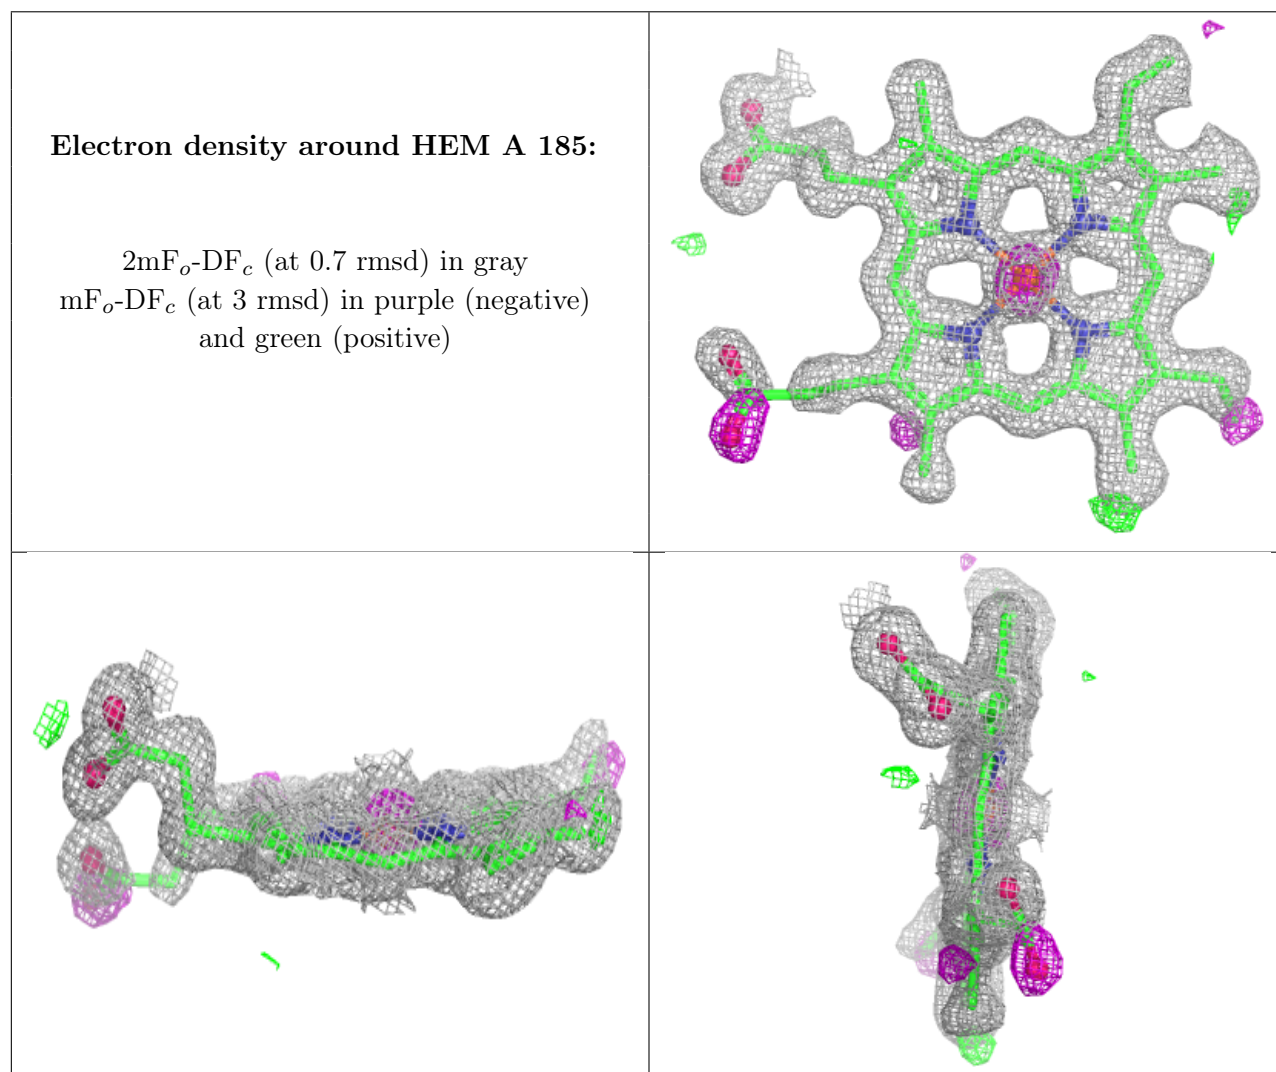 Electron density around HEM A 185:
2mFₒ-DF𝒸 (at 0.7 rmsd) in gray
mFₒ-DF𝒸 (at 3 rmsd) in purple (negative)
and green (positive)